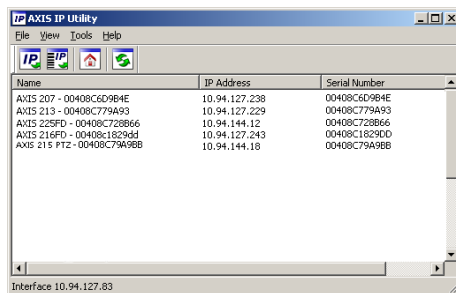 IP AXIS IP Utility
File View Tools Help
IP IP
Name IP Address Serial Number
AXIS 207 - 00408C6D9B4E 10.94.127.238 00408C6D9B4E
AXIS 213 - 00408C779A93 10.94.127.229 00408C779A93
AXIS 225FD - 00408C728B66 10.94.144.12 00408C728B66
AXIS 216FD - 00408c1829dd 10.94.127.243 00408C1829DD
AXIS 215 PTZ - 00408C79A9BB 10.94.144.18 00408C79A9BB
Interface 10.94.127.83